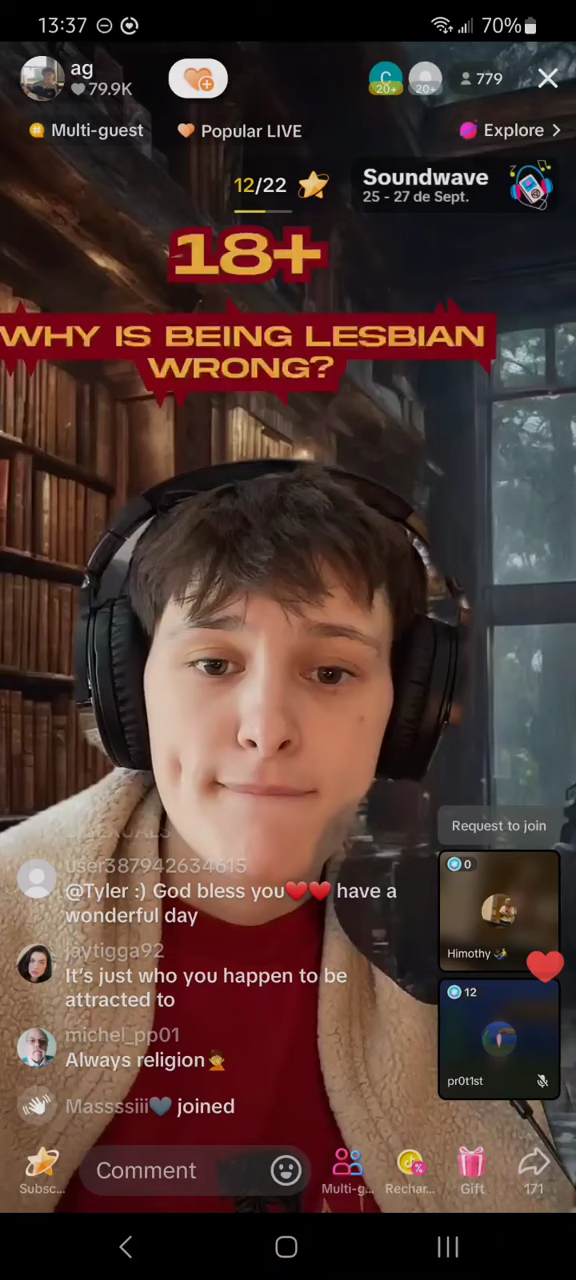 13:37
70%
ag
79.9K
C
20+
20+
779
Multi-guest
Popular LIVE
Explore >
12/22
Soundwave
25 - 27 de Sept.
18+
WHY IS BEING LESBIAN
WRONG?
Request to join
user387942634615
@Tyler :) God bless you❤️❤️ have a
wonderful day
jaytigga92
It's just who you happen to be
attracted to
michel_pp01
Always religion
Masssssiii💙 joined
0
Himothy
12
pr0t1st
Comment
Subsc...
Multi-g...
Rechar...
Gift
171